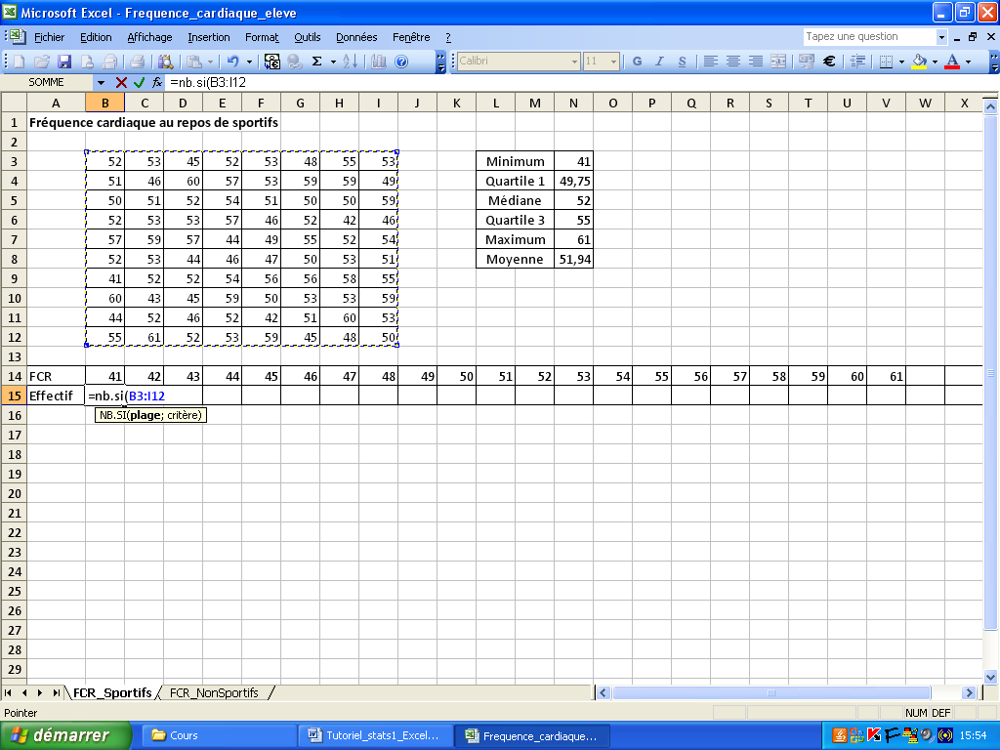 Microsoft Excel - Frequence_cardiaque_eleve
Fichier Edition Affichage Insertion Format Outils Données Fenêtre ? Tapez une question
Calibri 11 G I S
SOMME =nb.si(B3:I12
A B C D E F G H I J K L M N O P Q R S T U V W X
1 Fréquence cardiaque au repos de sportifs
2
3 52 53 45 52 53 48 55 53 Minimum 41
4 51 46 60 57 53 59 59 49 Quartile 1 49,75
5 50 51 52 54 51 50 50 59 Médiane 52
6 52 53 53 57 46 52 42 46 Quartile 3 55
7 57 59 57 44 49 55 52 54 Maximum 61
8 52 53 44 46 47 50 53 51 Moyenne 51,94
9 41 52 52 54 56 56 58 55
10 60 43 45 59 50 53 53 59
11 44 52 46 52 42 51 60 53
12 55 61 52 53 59 45 48 50
13
14 FCR 41 42 43 44 45 46 47 48 49 50 51 52 53 54 55 56 57 58 59 60 61
15 Effectif =nb.si(B3:I12
16 NB.SI(plage; critère)
17
18
19
20
21
22
23
24
25
26
27
28
29
FCR_Sportifs FCR_NonSportifs
Pointer NUM DEF
démarrer Cours Tutoriel_stats1_Excel... Frequence_cardiaque... 15:54